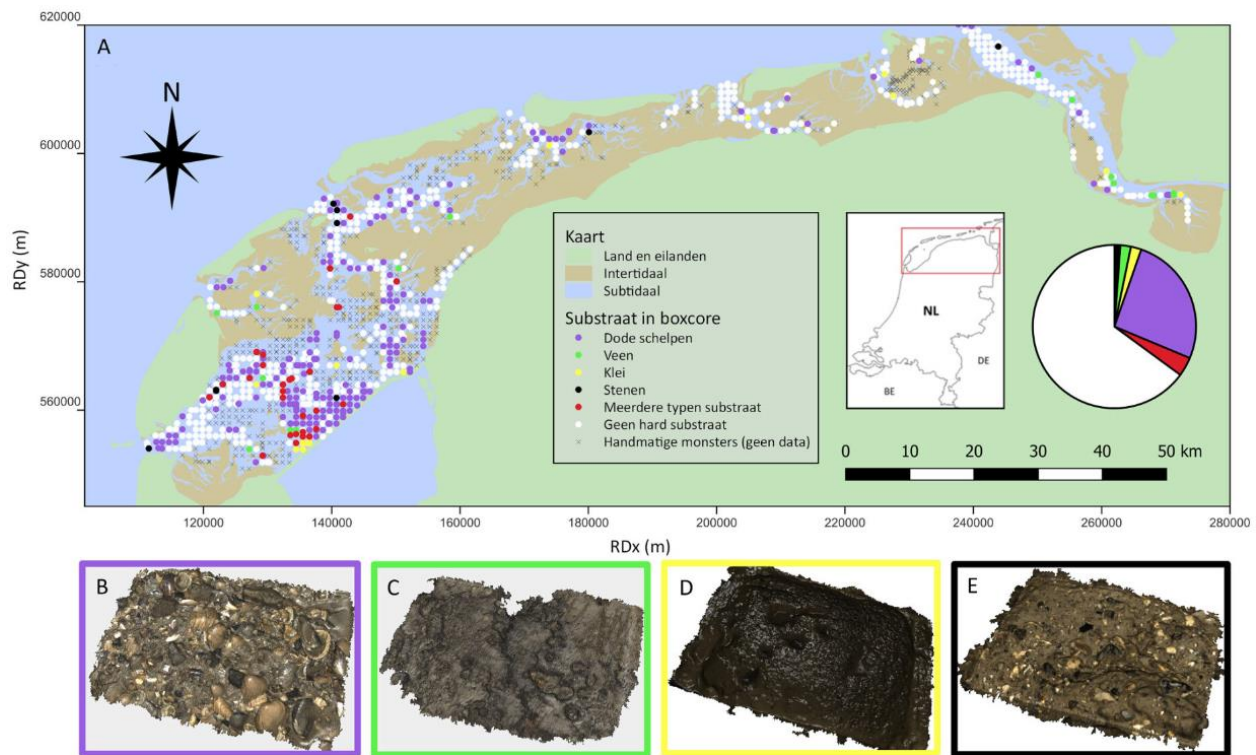 A
N
620000
600000
580000
560000
RDy (m)
Kaart
Land en eilanden
Intertidaal
Subtidaal
Substraat in boxcore
Dode schelpen
Veen
Klei
Stenen
Meerdere typen substraat
Geen hard substraat
Handmatige monsters (geen data)
NL
DE
BE
0 10 20 30 40 50 km
120000 140000 160000 180000 200000 220000 240000 260000 280000
RDx (m)
B
C
D
E